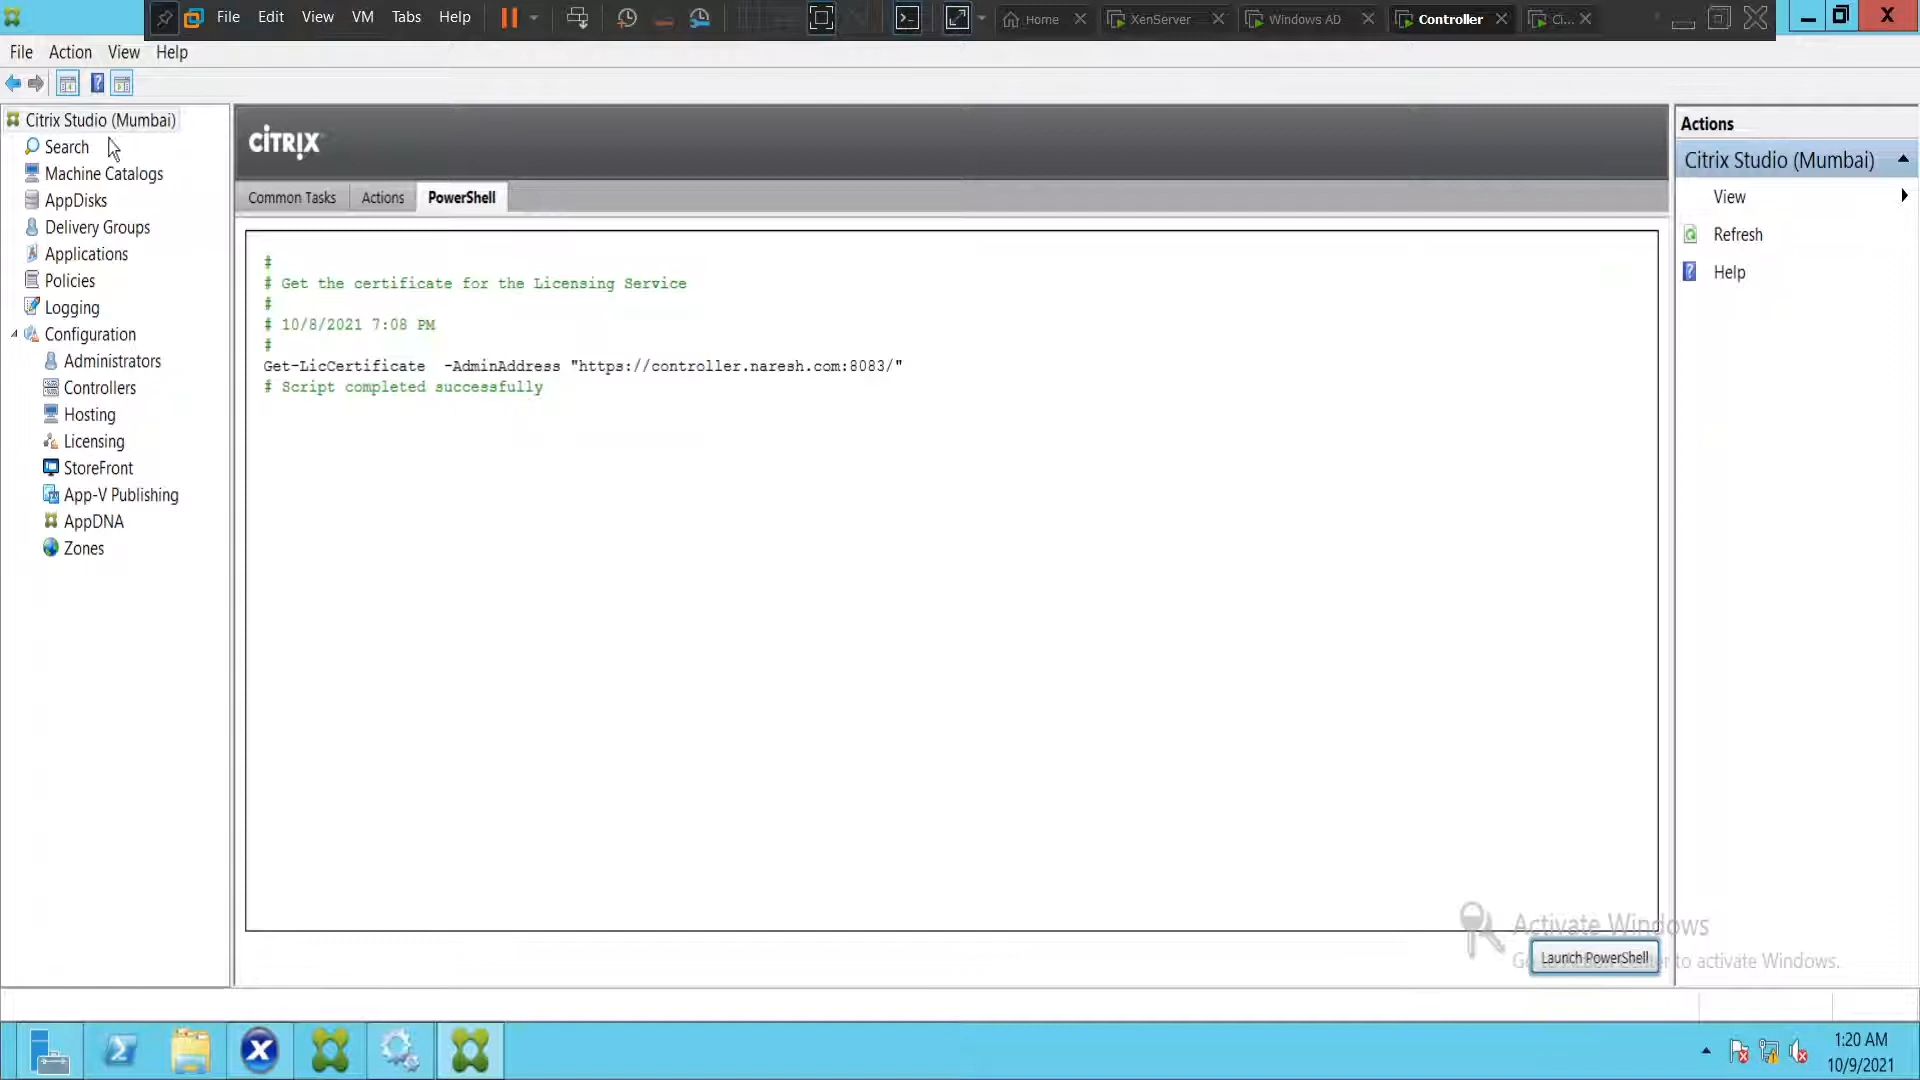 File Edit View VM Tabs Help Home XenServer Windows AD Controller Ci...
File Action View Help
Citrix Studio (Mumbai)
Search
Machine Catalogs
AppDisks
Delivery Groups
Applications
Policies
Logging
Configuration
Administrators
Controllers
Hosting
Licensing
StoreFront
App-V Publishing
AppDNA
Zones
CİTRIX
Common Tasks Actions PowerShell
#
# Get the certificate for the Licensing Service
#
# 10/8/2021 7:08 PM
#
Get-LicCertificate  -AdminAddress "https://controller.naresh.com:8083/"
# Script completed successfully
Launch PowerShell
Actions
Citrix Studio (Mumbai)
View
Refresh
Help
Activate Windows
to activate Windows.
1:20 AM
10/9/2021